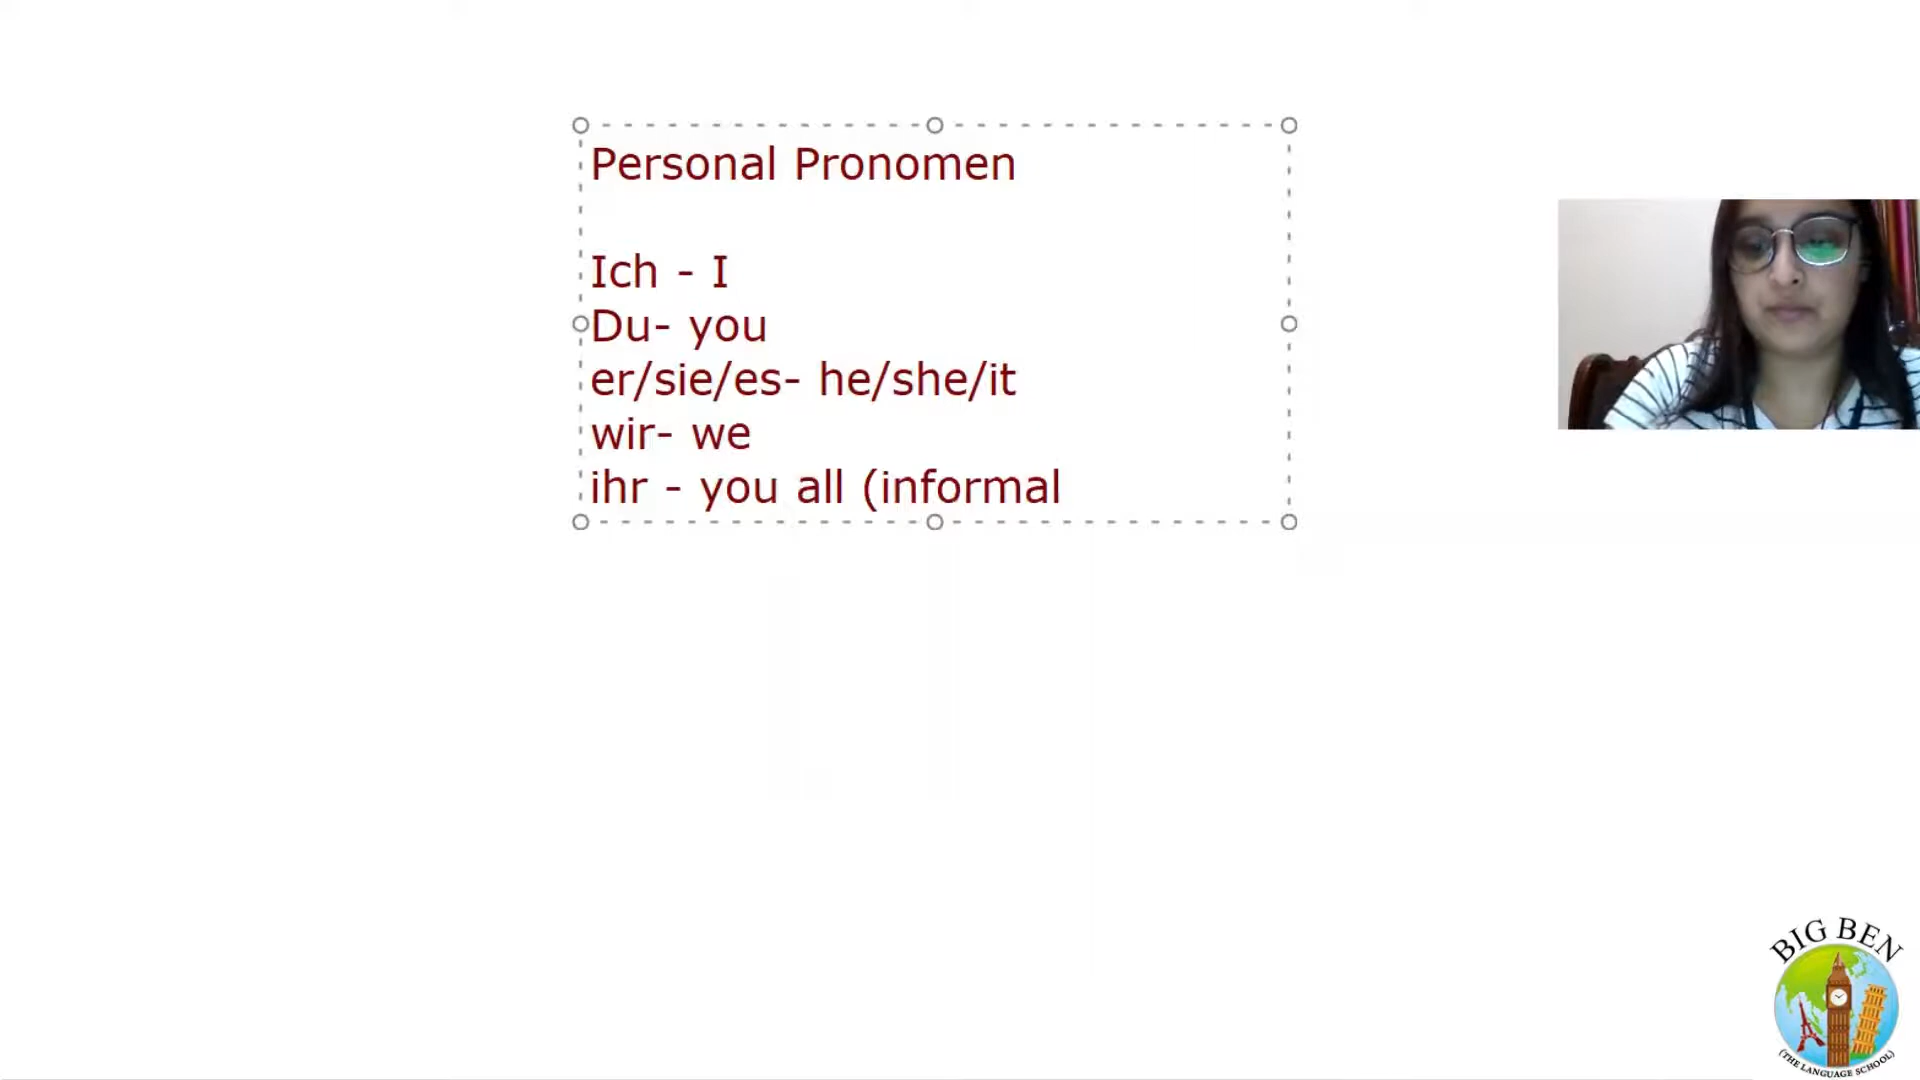 Personal Pronomen
Ich - I
Du- you
er/sie/es- he/she/it
wir- we
ihr - you all (informal
BIG BEN
(THE LANGUAGE SCHOOL)